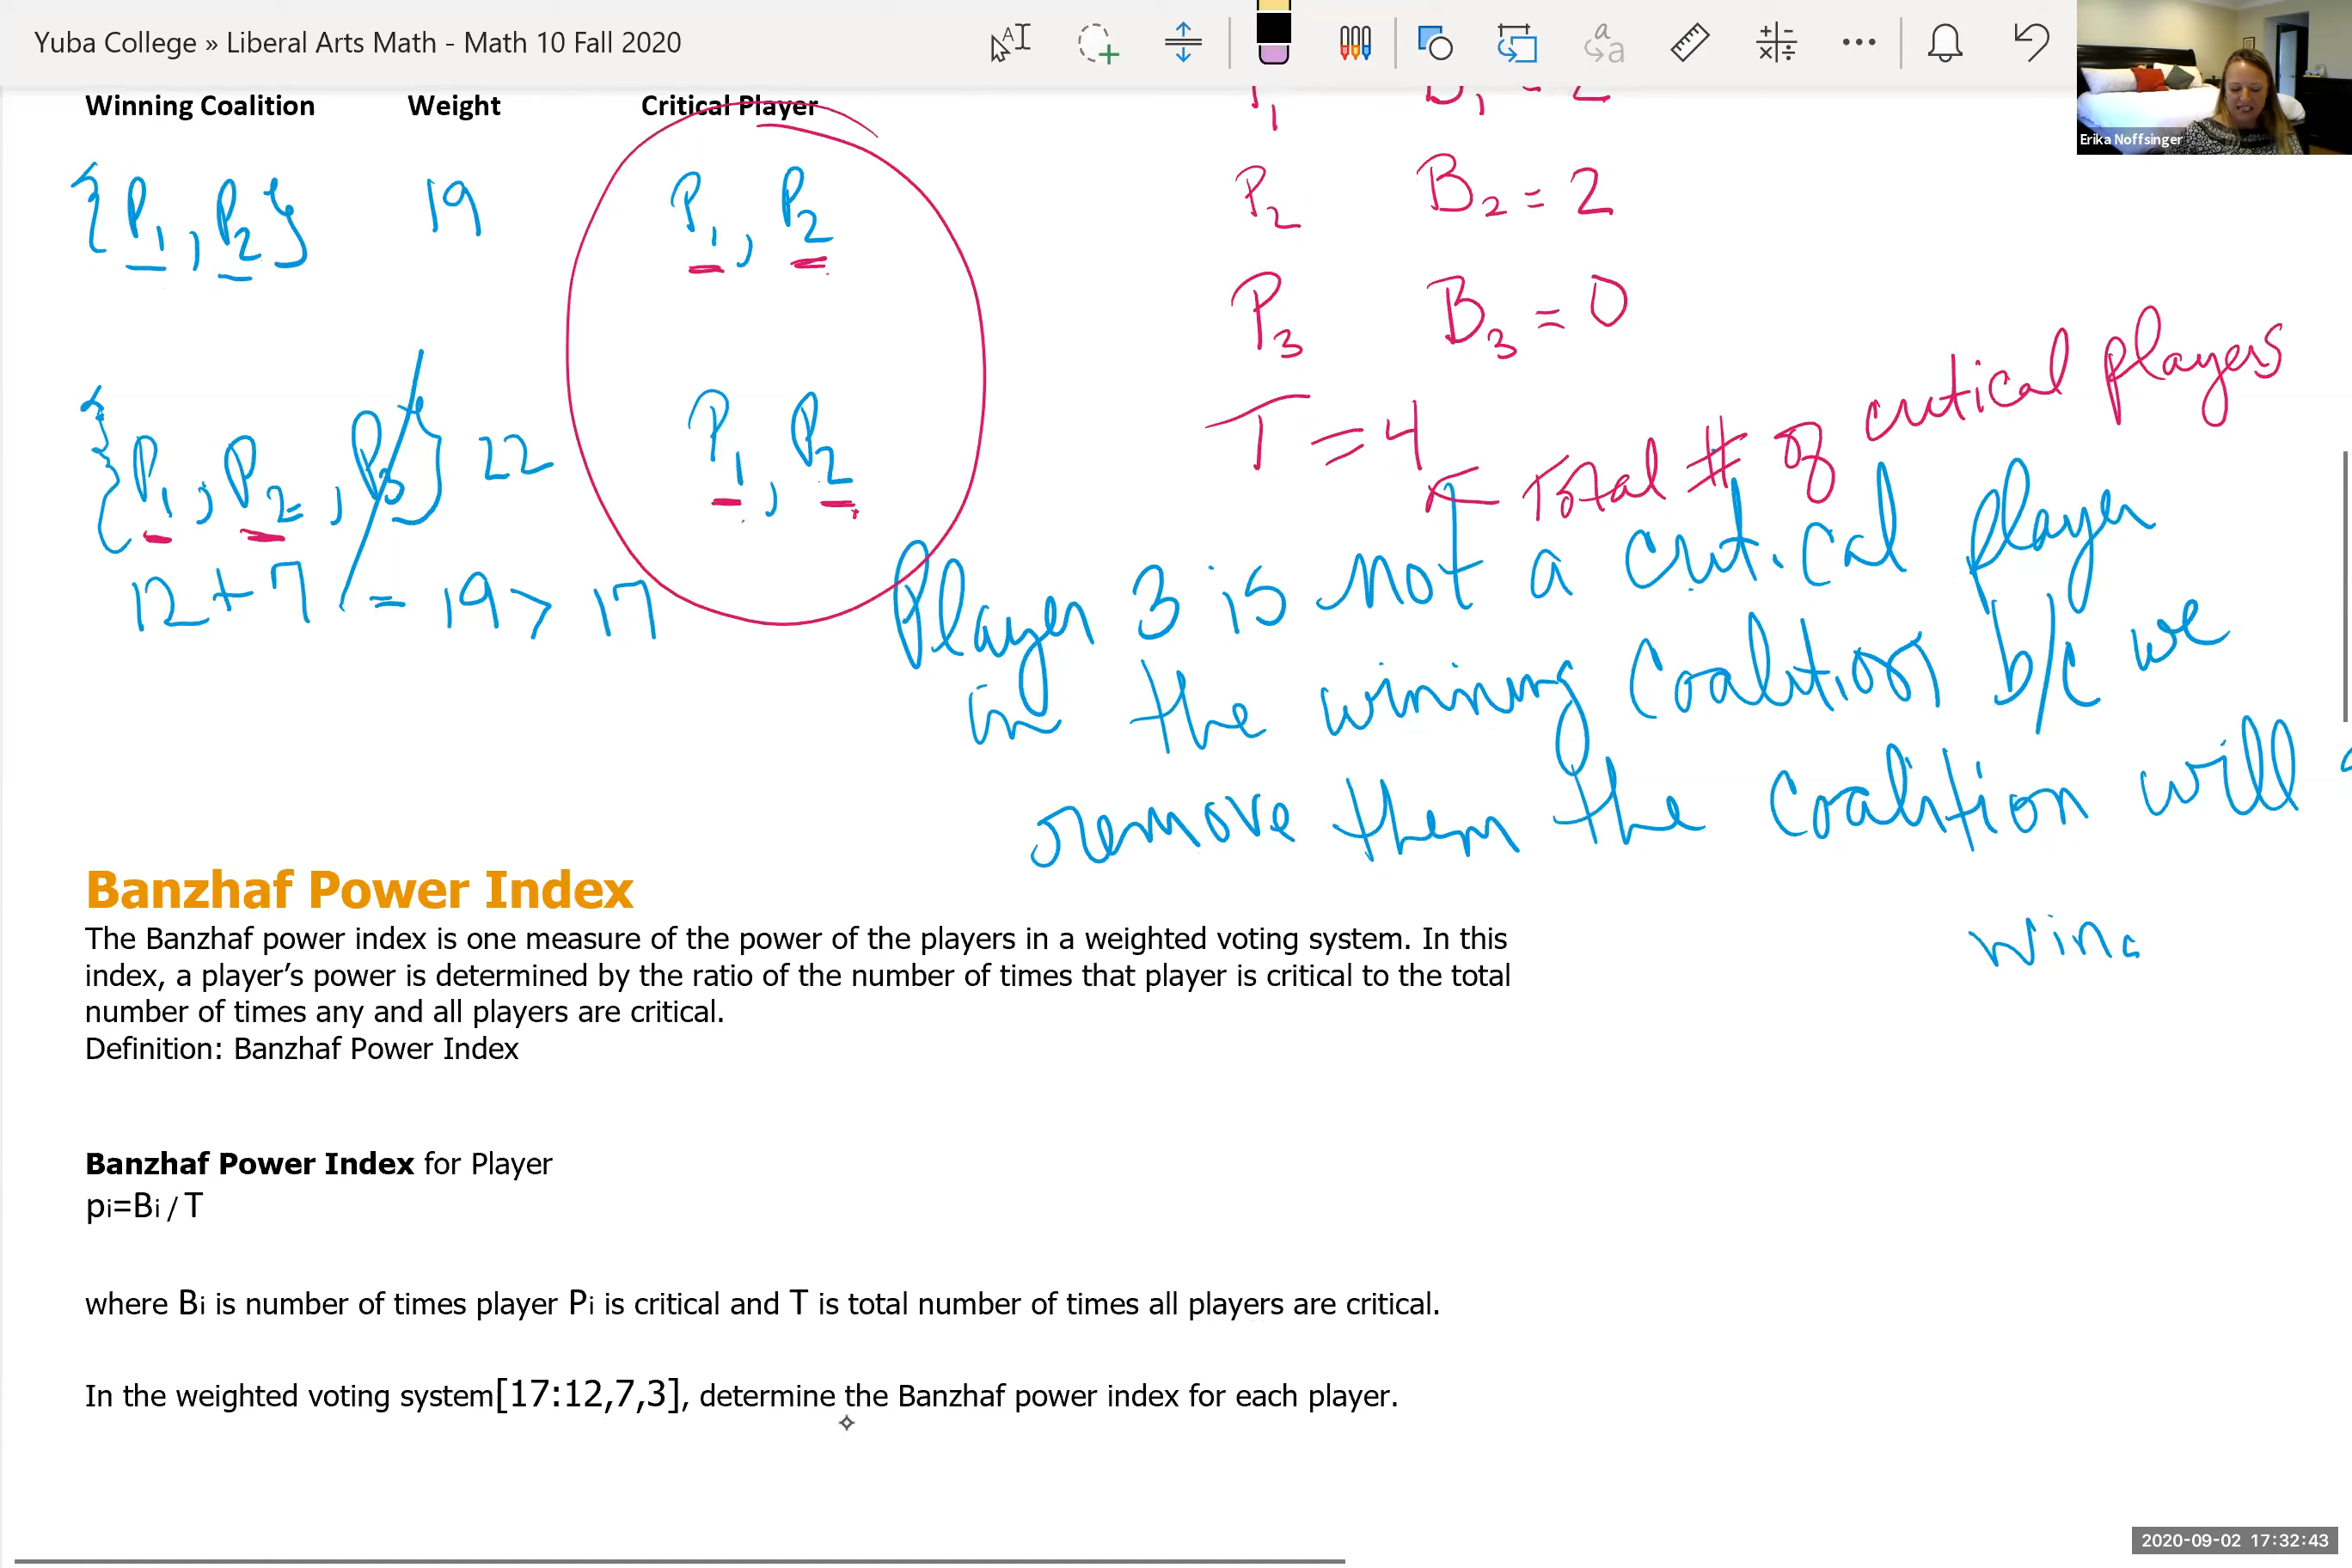 Yuba College » Liberal Arts Math - Math 10 Fall 2020
Erika Noffsinger
Winning Coalition Weight Critical Player
{P1, P2} 19 P1, P2
P2 B2 = 2
P3 B3 = 0
{P1, P2, P3} 22 P1, P2
T = 4 ← Total # of critical players
12 + 7 = 19 > 17
Player 3 is not a critical player
in the winning coalition b/c we
remove them the coalition will
win
Banzhaf Power Index
The Banzhaf power index is one measure of the power of the players in a weighted voting system. In this
index, a player's power is determined by the ratio of the number of times that player is critical to the total
number of times any and all players are critical.
Definition: Banzhaf Power Index
Banzhaf Power Index for Player
pi=Bi / T
where Bi is number of times player Pi is critical and T is total number of times all players are critical.
In the weighted voting system[17:12,7,3], determine the Banzhaf power index for each player.
2020-09-02 17:32:43